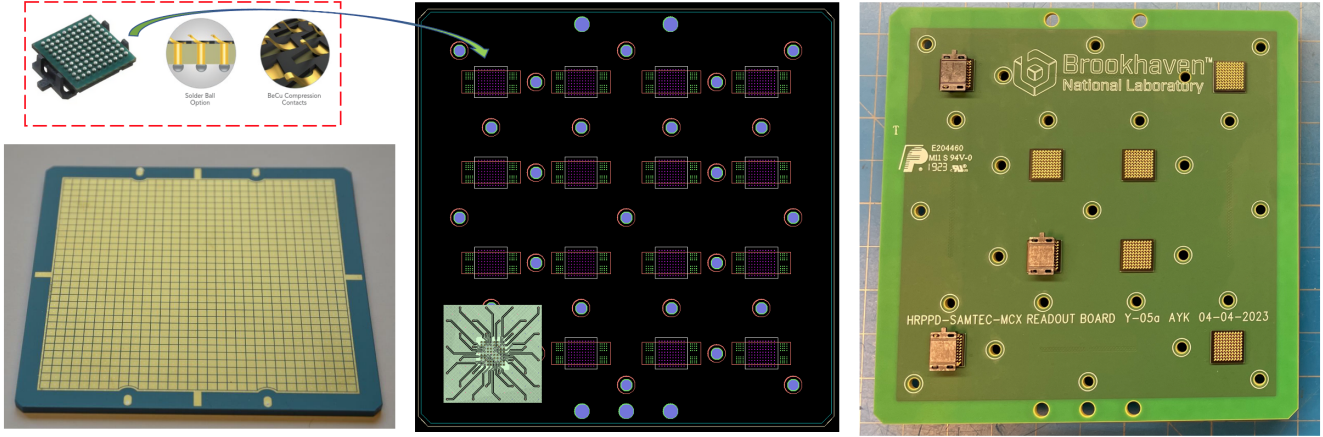 Solder Ball
Option
BeCu Compression
Contacts
Brookhaven™
National Laboratory
T
E204460
M11 S 94V-0
1923
HRPPD-SAMTEC-MCX READOUT BOARD Y-05a AYK 04-04-2023